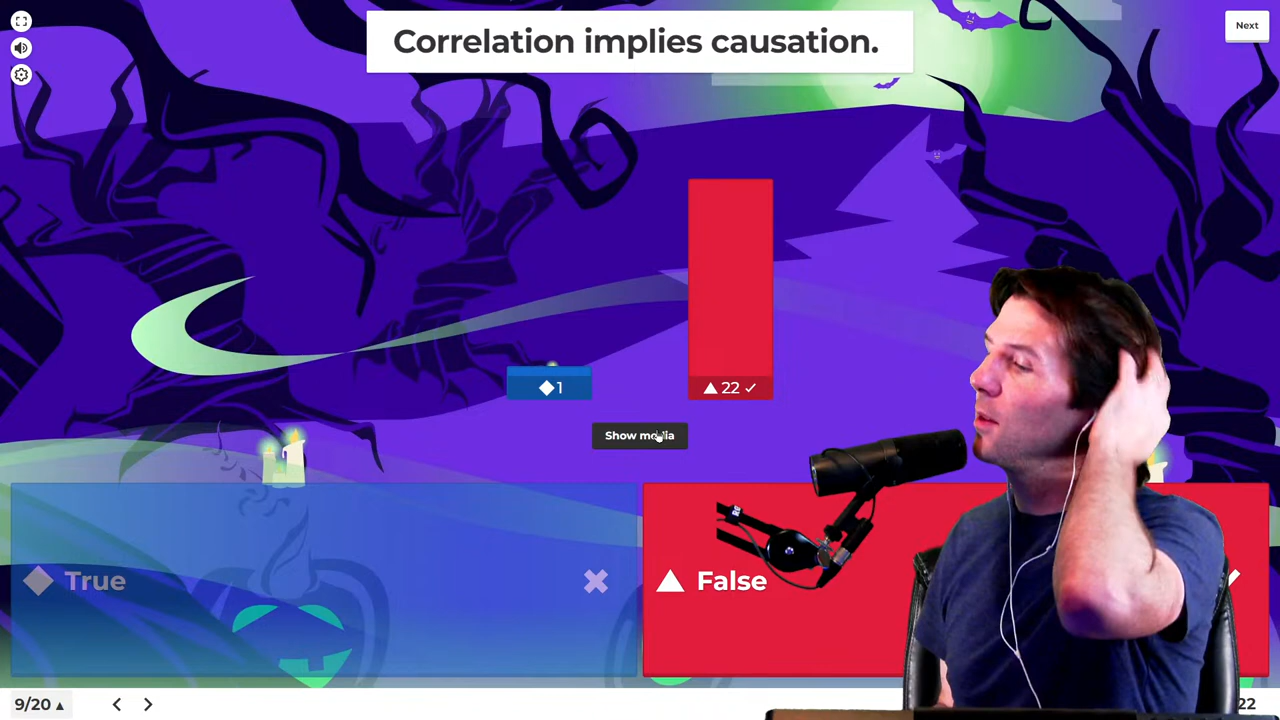 Correlation implies causation.
Next
1
22
Show media
True
False
9/20
22